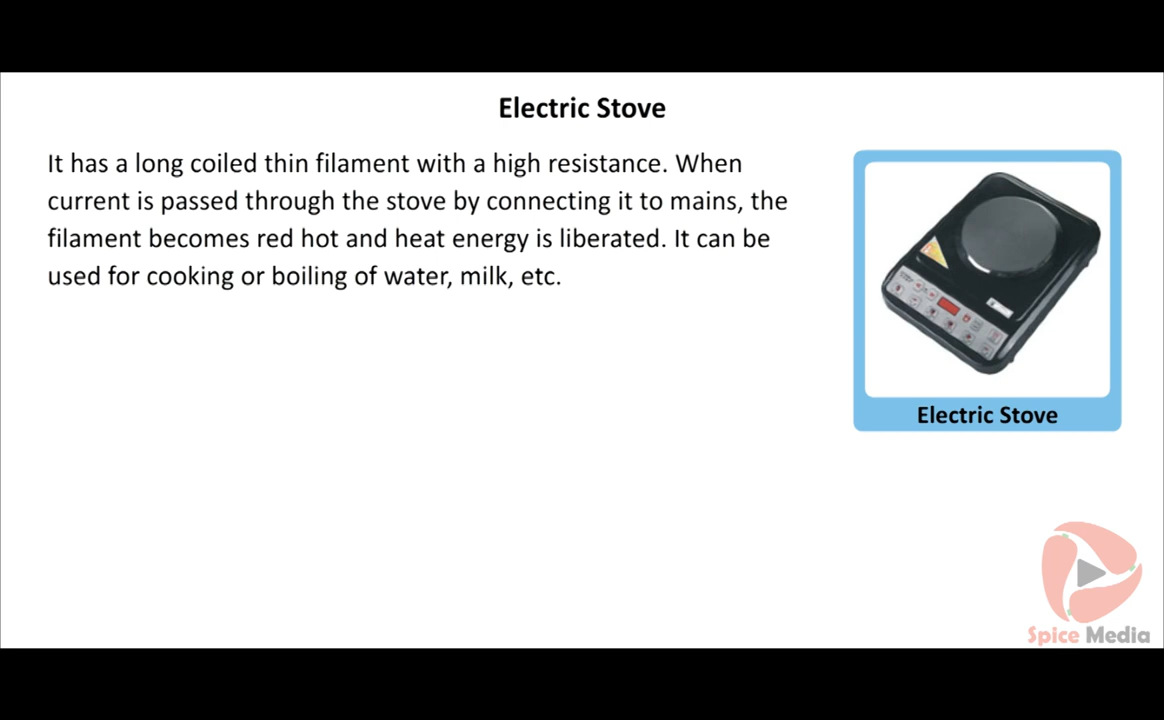 Electric Stove
It has a long coiled thin filament with a high resistance. When
current is passed through the stove by connecting it to mains, the
filament becomes red hot and heat energy is liberated. It can be
used for cooking or boiling of water, milk, etc.
Electric Stove
Spice Media